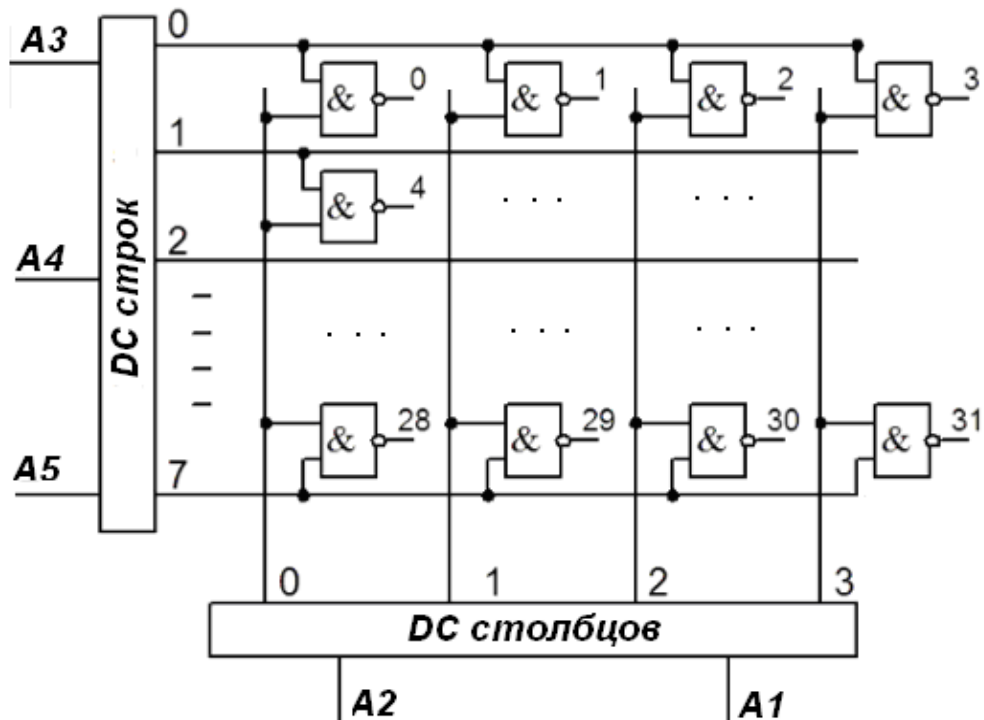 A3
0
& 0 & 1 & 2 & 3
1
& 4 . . . . . .
A4
2
DC строк
. . . . . . . . .
& 28 & 29 & 30 & 31
A5
7
0 1 2 3
DC столбцов
A2 A1